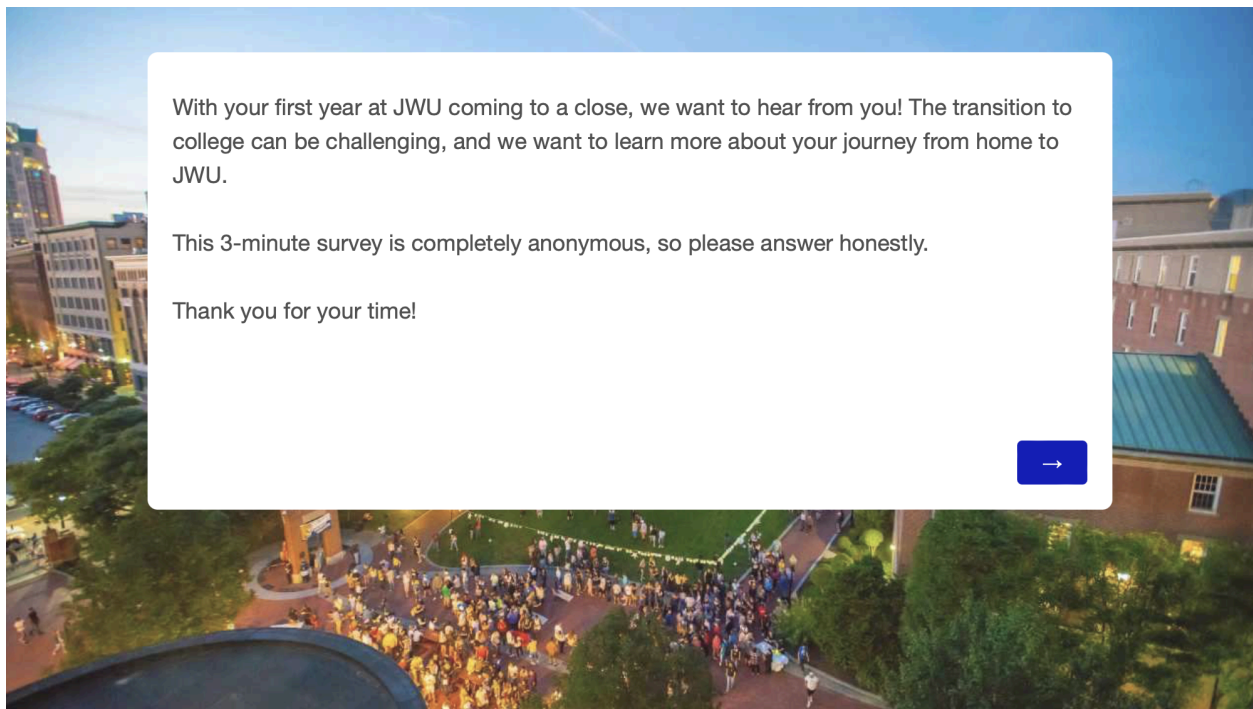 With your first year at JWU coming to a close, we want to hear from you! The transition to
college can be challenging, and we want to learn more about your journey from home to
JWU.
This 3-minute survey is completely anonymous, so please answer honestly.
Thank you for your time!
→